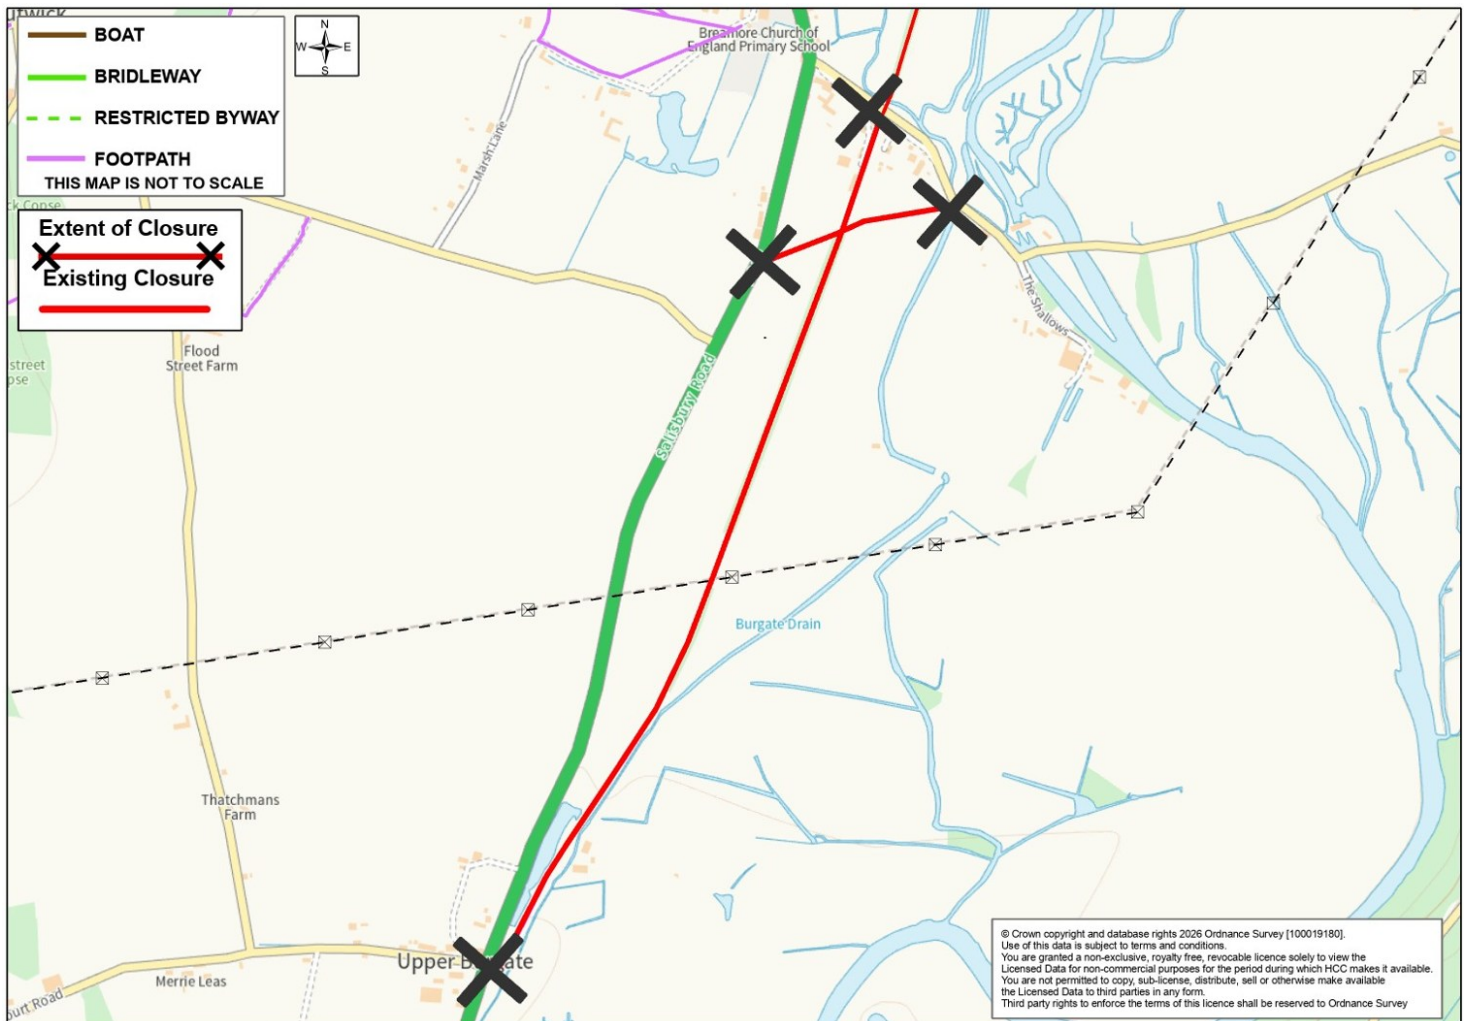 BOAT
BRIDLEWAY
RESTRICTED BYWAY
FOOTPATH
THIS MAP IS NOT TO SCALE
N
W E
S
Extent of Closure
Existing Closure
Breamore Church of
England Primary School
Marsh Lane
Copse
The Shallows
Flood
Street Farm
street
Salisbury Road
Burgate Drain
Thatchmans
Farm
Upper
Merrie Leas
Road
© Crown copyright and database rights 2026 Ordnance Survey [100019180].
Use of this data is subject to terms and conditions.
You are granted a non-exclusive, royalty free, revocable licence solely to view the
Licensed Data for non-commercial purposes for the period during which HCC makes it available.
You are not permitted to copy, sub-license, distribute, sell or otherwise make available
the Licensed Data to third parties in any form.
Third party rights to enforce the terms of this licence shall be reserved to Ordnance Survey